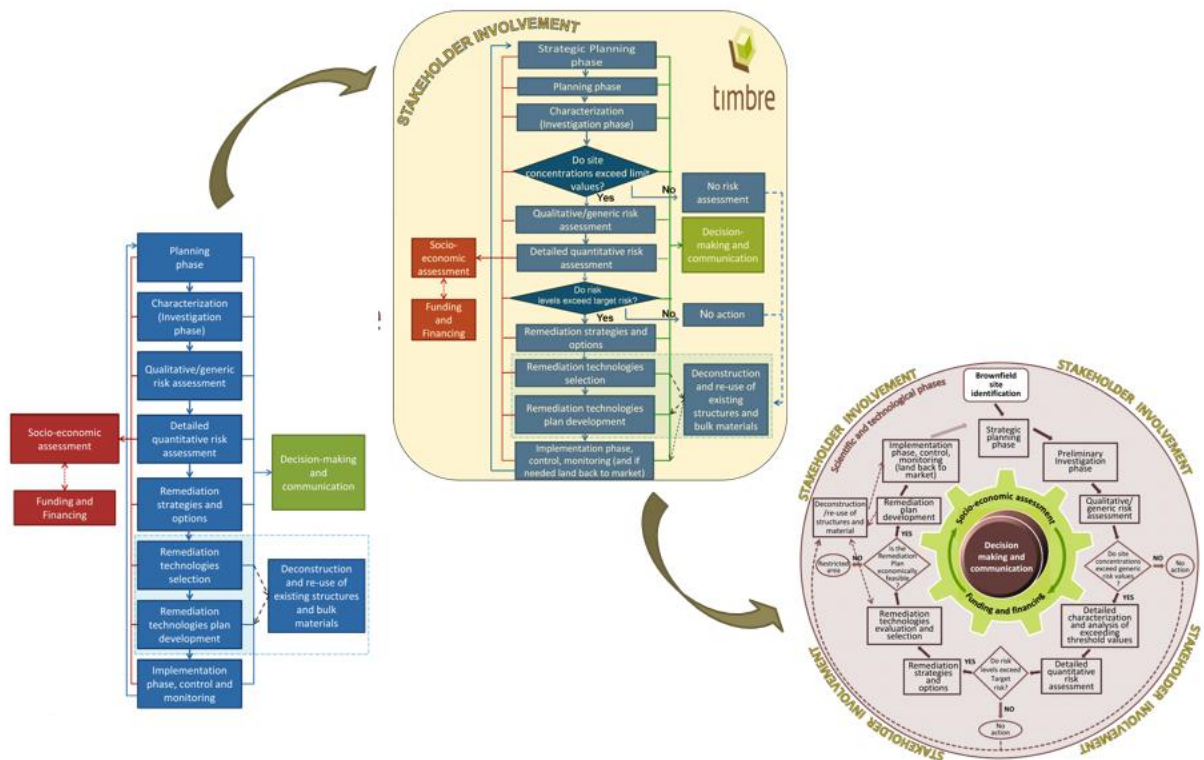 Planning
phase
Characterization
(Investigation
phase)
Qualitative/generic
risk assessment
Detailed
quantitative risk
assessment
Remediation
strategies and
options
Remediation
technologies
selection
Remediation
technologies plan
development
Implementation
phase, control and
monitoring
Socio-economic
assessment
Funding and
Financing
Decision-making
and
communication
Deconstruction
and re-use of
existing structures
and bulk
materials
STAKEHOLDER INVOLVEMENT
timbre
Strategic Planning
phase
Planning phase
Characterization
(Investigation phase)
Do site
concentrations exceed limit
values?
No
Yes
No risk
assessment
Qualitative/generic risk
assessment
Decision-making
and
communication
Detailed quantitative risk
assessment
Socio-
economic
assessment
Funding
and
Financing
Do risk
levels exceed target risk?
No
Yes
No action
Remediation strategies and
options
Remediation technologies
selection
Remediation technologies
plan development
Deconstruction
and re-use of
existing
structures and
bulk materials
Implementation phase,
control, monitoring (and if
needed land back to market)
STAKEHOLDER INVOLVEMENT
STAKEHOLDER INVOLVEMENT
STAKEHOLDER INVOLVEMENT
STAKEHOLDER INVOLVEMENT
Scientific and technological phases
Brownfield
site
identification
Strategic
planning
phase
Preliminary
Investigation
phase
Qualitative/
generic risk
assessment
Do site
concentrations
exceed generic
risk values
?
NO
No
action
YES
Detailed
characterization
and analysis of
exceeding
threshold values
Detailed
quantitative risk
assessment
Do risk
levels exceed
Target
risk?
NO
No
action
YES
Remediation
strategies and
options
Remediation
technologies
evaluation and
selection
Is the
Remediation
Plan
economically
feasible
?
NO
Restricted
area
YES
Remediation
plan
development
Implementation
phase, control,
monitoring
(land back to
market)
Deconstruction
/re-use of
structures and
material
Socio-economic assessment
Decision
making and
communication
Funding and financing